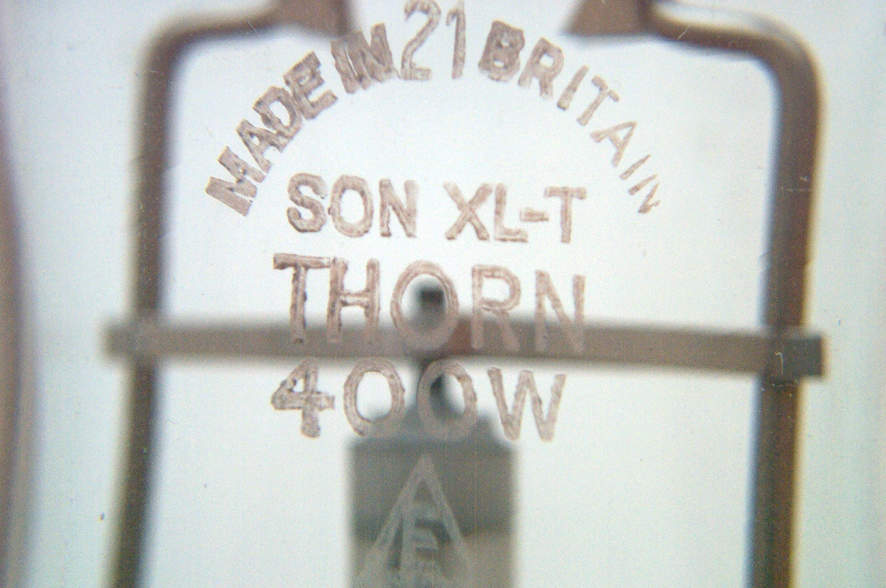 MADE IN 21 BRITAIN
SON XL-T
THORN
400W
E